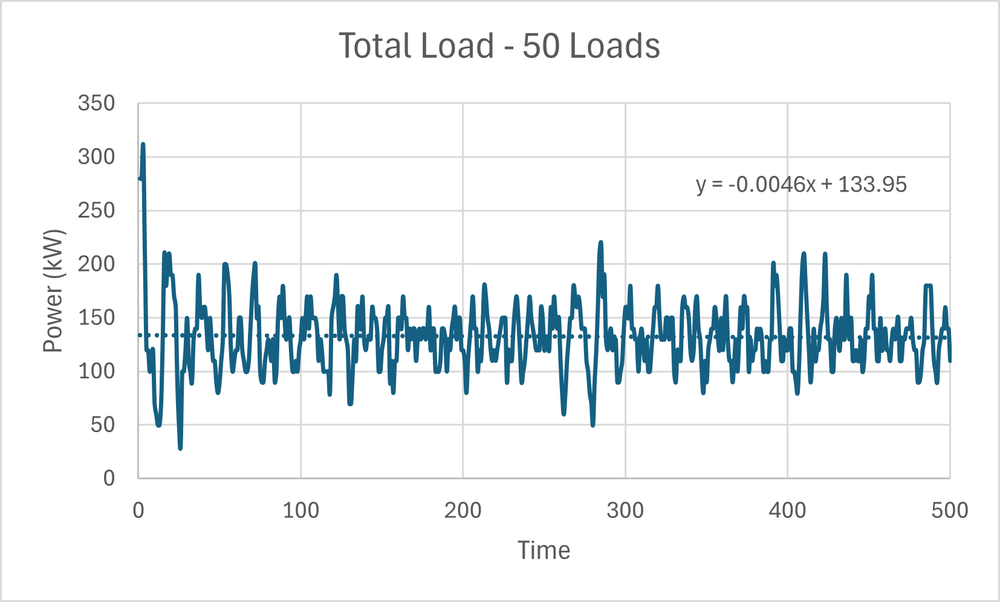 Total Load - 50 Loads
350
300
250
200
150
100
50
0
Power (kW)
y = -0.0046x + 133.95
0 100 200 300 400 500
Time